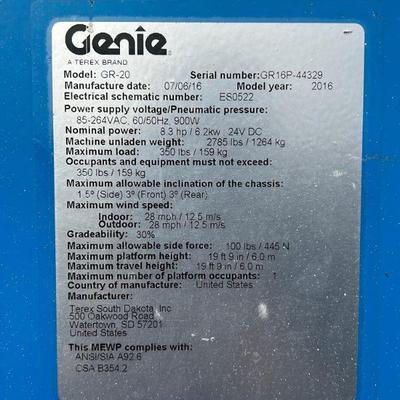 Genie
A TEREX BRAND
Model: GR-20 Serial number: GR16P-44329
Manufacture date: 07/06/16 Model year: 2016
Electrical schematic number: ES0522
Power supply voltage/Pneumatic pressure:
85-264VAC, 60/50Hz, 900W
Nominal power: 8.3 hp / 6.2kw 24V DC
Machine unladen weight: 2785 lbs / 1264 kg
Maximum load: 350 lbs / 159 kg
Occupants and equipment must not exceed:
350 lbs / 159 kg
Maximum allowable inclination of the chassis:
1.5° (Side) 3° (Front) 3° (Rear)
Maximum wind speed:
Indoor: 28 mph / 12.5 m/s
Outdoor: 28 mph / 12.5 m/s
Gradeability: 30%
Maximum allowable side force: 100 lbs / 445 N
Maximum platform height: 19 ft 9 in / 6.0 m
Maximum travel height: 19 ft 9 in / 6.0 m
Maximum number of platform occupants: 1
Country of manufacture: United States
Manufacturer:
Terex South Dakota, Inc
500 Oakwood Road
Watertown, SD 57201
United States
This MEWP complies with:
ANSI/SIA A92.6
CSA B354.2